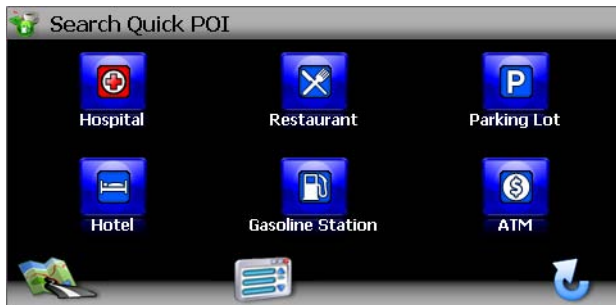 Search Quick POI
Hospital
Restaurant
P
Parking Lot
Hotel
Gasoline Station
$
ATM